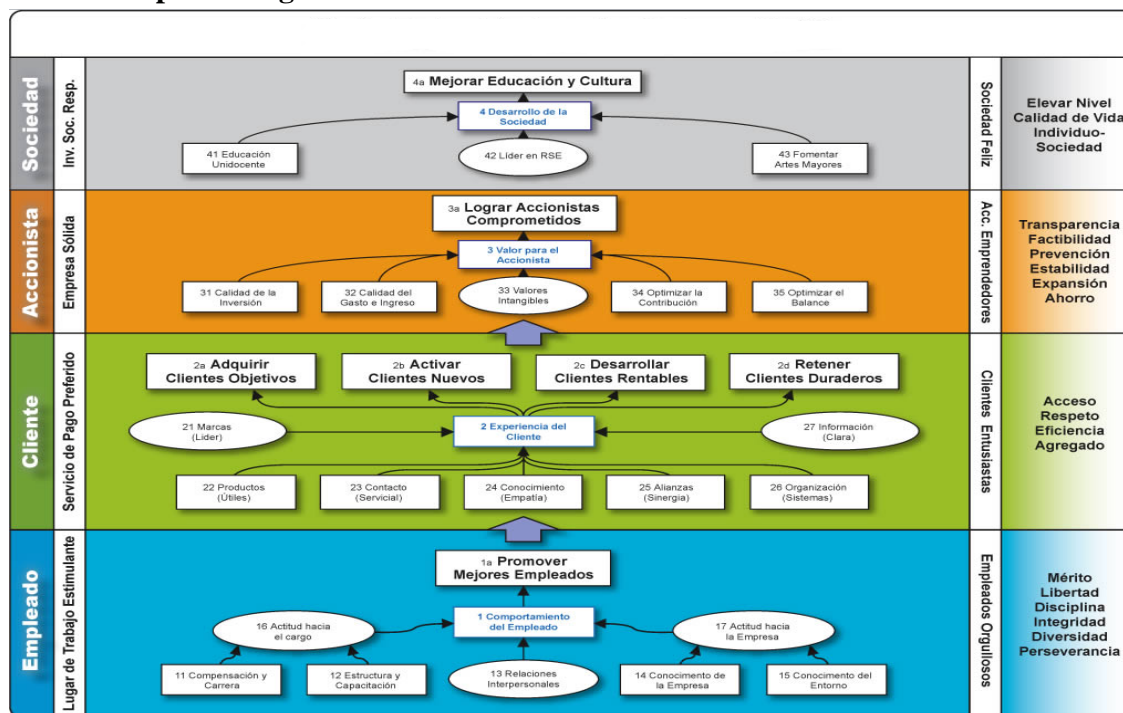 Sociedad
Inv. Soc. Resp.
4a Mejorar Educación y Cultura
4 Desarrollo de la
Sociedad
41 Educación
Unidocente
42 Líder en RSE
43 Fomentar
Artes Mayores
Sociedad Feliz
Elevar Nivel
Calidad de Vida
Individuo-
Sociedad
Accionista
Empresa Sólida
3a Lograr Accionistas
Comprometidos
3 Valor para el
Accionista
31 Calidad de la
Inversión
32 Calidad del
Gasto e Ingreso
33 Valores
Intangibles
34 Optimizar la
Contribución
35 Optimizar el
Balance
Acc. Emprendedores
Transparencia
Factibilidad
Prevención
Estabilidad
Expansión
Ahorro
Cliente
Servicio de Pago Preferido
2a Adquirir
Clientes Objetivos
2b Activar
Clientes Nuevos
2c Desarrollar
Clientes Rentables
2d Retener
Clientes Duraderos
21 Marcas
(Lider)
2 Experiencia del
Cliente
27 Información
(Clara)
22 Productos
(Útiles)
23 Contacto
(Servicial)
24 Conocimiento
(Empatía)
25 Alianzas
(Sinergia)
26 Organización
(Sistemas)
Clientes Entusiastas
Acceso
Respeto
Eficiencia
Agregado
Empleado
Lugar de Trabajo Estimulante
1a Promover
Mejores Empleados
16 Actitud hacia
el cargo
1 Comportamiento
del Empleado
17 Actitud hacia
la Empresa
11 Compensación y
Carrera
12 Estructura y
Capacitación
13 Relaciones
Interpersonales
14 Conocimiento de
la Empresa
15 Conocimiento del
Entorno
Empleados Orgullosos
Mérito
Libertad
Disciplina
Integridad
Diversidad
Perseverancia